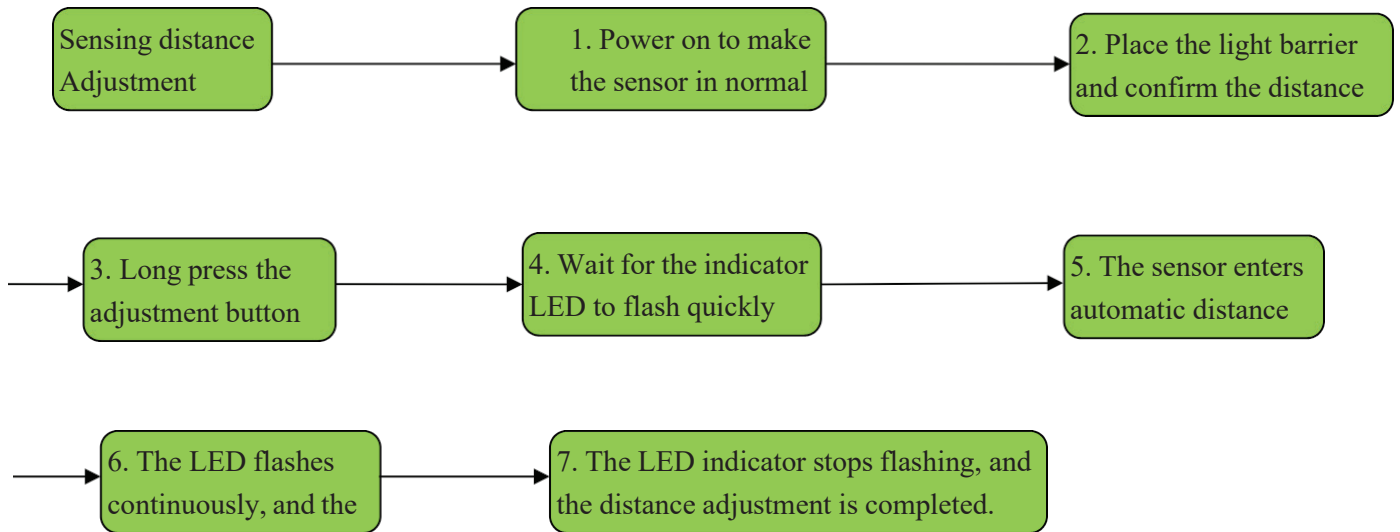 Sensing distance
Adjustment
1. Power on to make
the sensor in normal
2. Place the light barrier
and confirm the distance
3. Long press the
adjustment button
4. Wait for the indicator
LED to flash quickly
5. The sensor enters
automatic distance
6. The LED flashes
continuously, and the
7. The LED indicator stops flashing, and
the distance adjustment is completed.